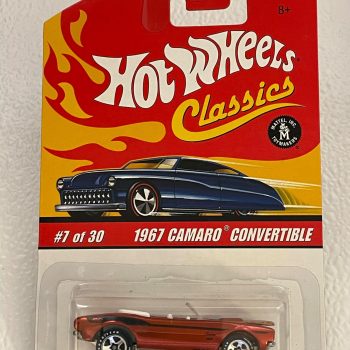 8+
HOT WHEELS
Classics
MATTEL, INC.
M
TOYMAKERS
#7 of 30
1967 CAMARO® CONVERTIBLE